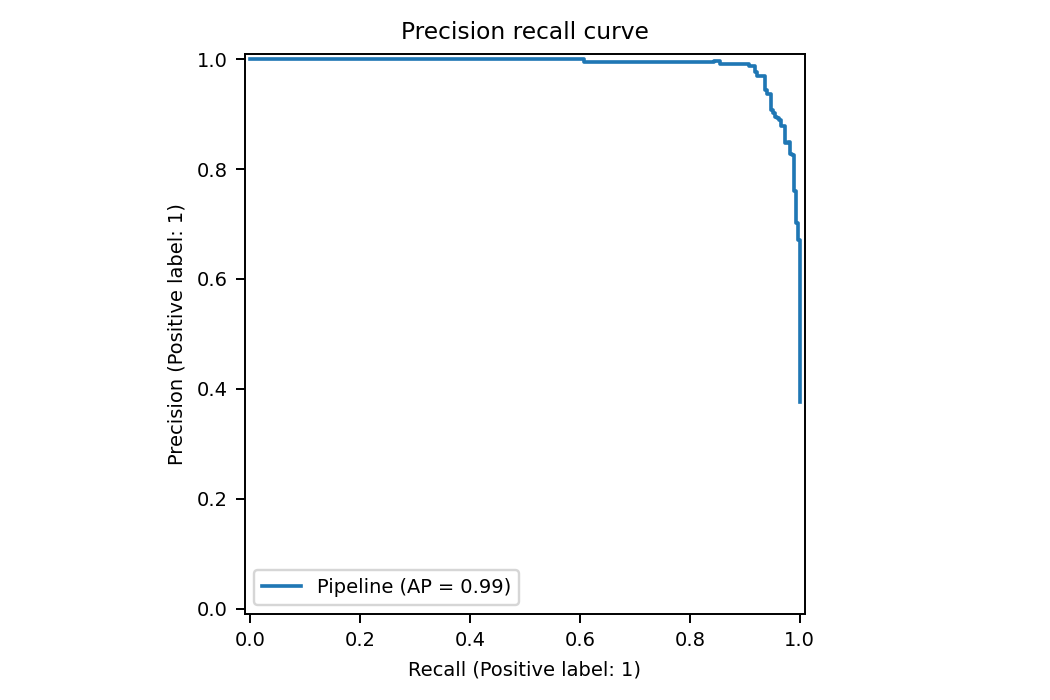 Precision recall curve
1.0
0.8
0.6
0.4
0.2
0.0
Precision (Positive label: 1)
Pipeline (AP = 0.99)
0.0 0.2 0.4 0.6 0.8 1.0
Recall (Positive label: 1)